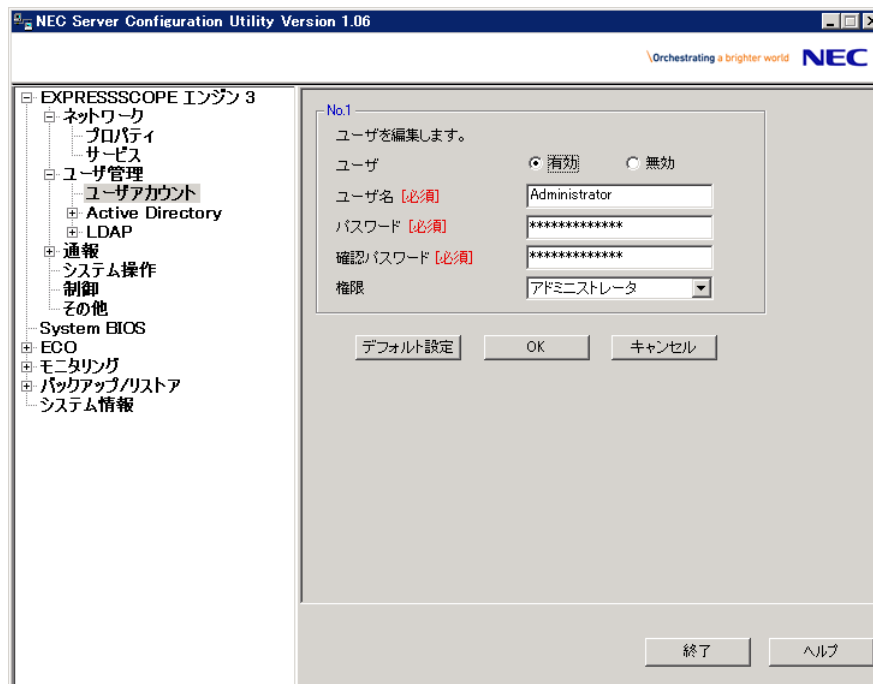 NEC Server Configuration Utility Version 1.06
\Orchestrating a brighter world NEC
EXPRESSSCOPE エンジン 3
ネットワーク
プロパティ
サービス
ユーザ管理
ユーザアカウント
Active Directory
LDAP
通報
システム操作
制御
その他
System BIOS
ECO
モニタリング
バックアップ/リストア
システム情報
No.1
ユーザを編集します。
ユーザ 有効 無効
ユーザ名 [必須] Administrator
パスワード [必須] *************
確認パスワード [必須] *************
権限 アドミニストレータ
デフォルト設定 OK キャンセル
終了 ヘルプ